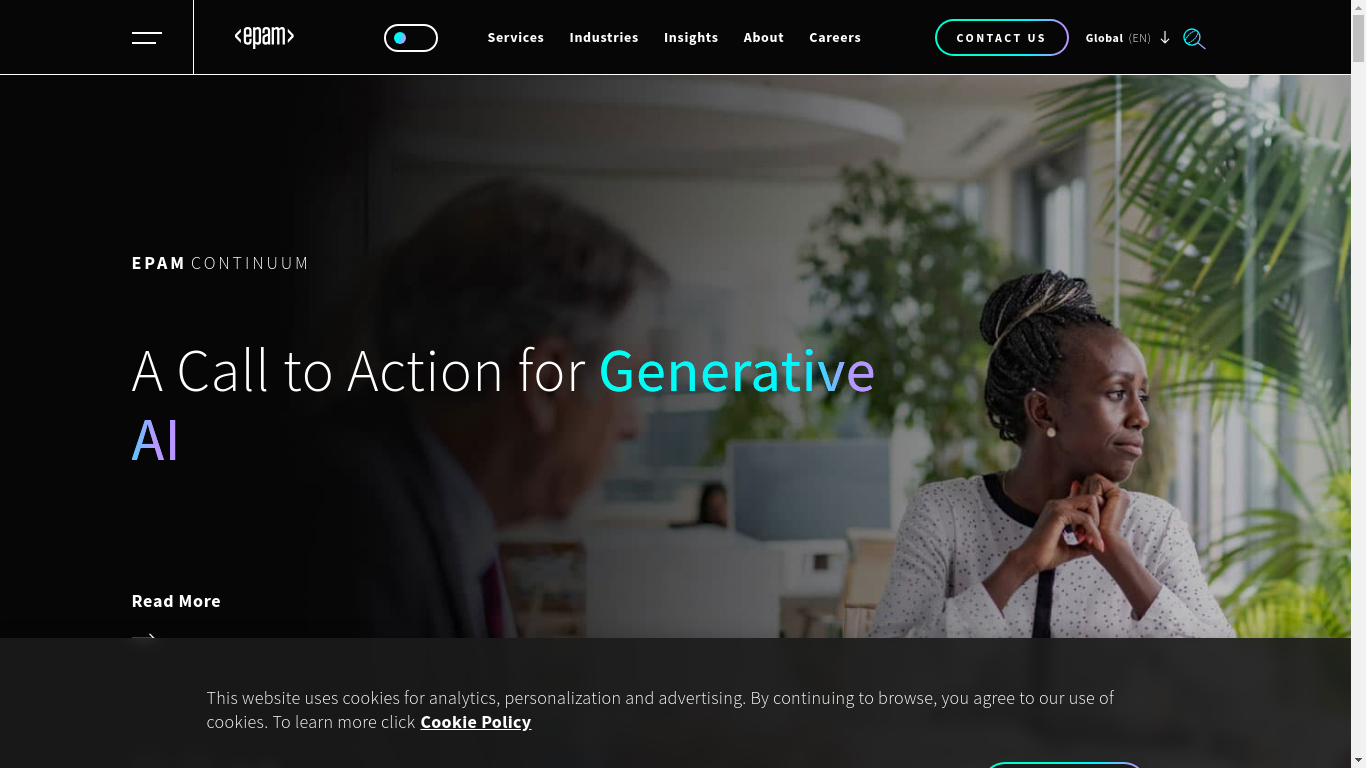 <epam>
Services Industries Insights About Careers
CONTACT US
Global (EN)
EPAM CONTINUUM
A Call to Action for Generative
AI
Read More
This website uses cookies for analytics, personalization and advertising. By continuing to browse, you agree to our use of
cookies. To learn more click Cookie Policy